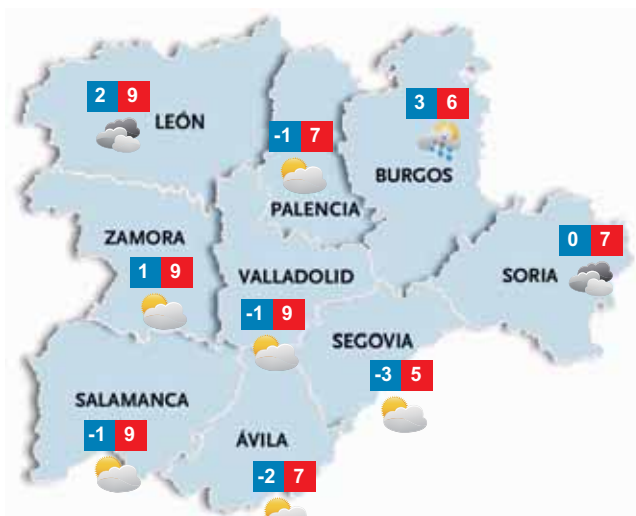 2 9
LEÓN
3 6
-1 7
BURGOS
PALENCIA
ZAMORA
0 7
1 9
VALLADOLID
SORIA
-1 9
SEGOVIA
-3 5
SALAMANCA
-1 9
ÁVILA
-2 7